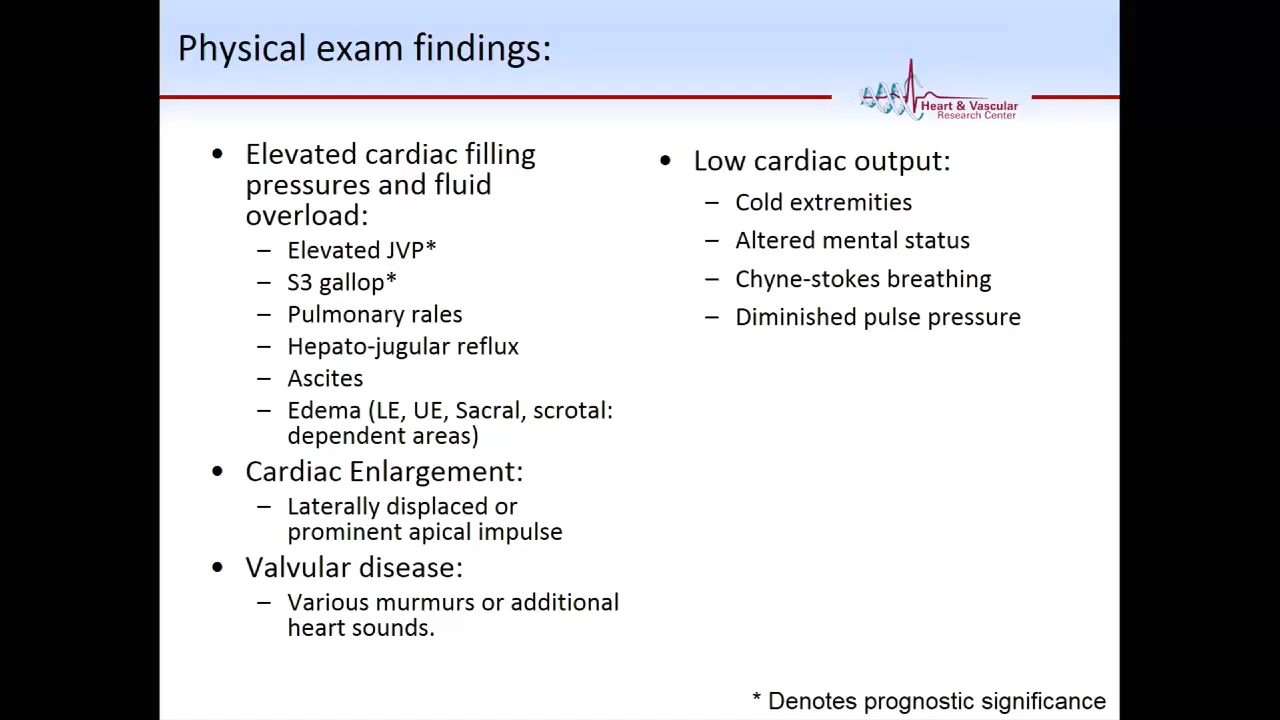 Physical exam findings:
Heart & Vascular
Research Center
• Elevated cardiac filling
pressures and fluid
overload:
– Elevated JVP*
– S3 gallop*
– Pulmonary rales
– Hepato-jugular reflux
– Ascites
– Edema (LE, UE, Sacral, scrotal:
dependent areas)
• Cardiac Enlargement:
– Laterally displaced or
prominent apical impulse
• Valvular disease:
– Various murmurs or additional
heart sounds.
• Low cardiac output:
– Cold extremities
– Altered mental status
– Chyne-stokes breathing
– Diminished pulse pressure
* Denotes prognostic significance